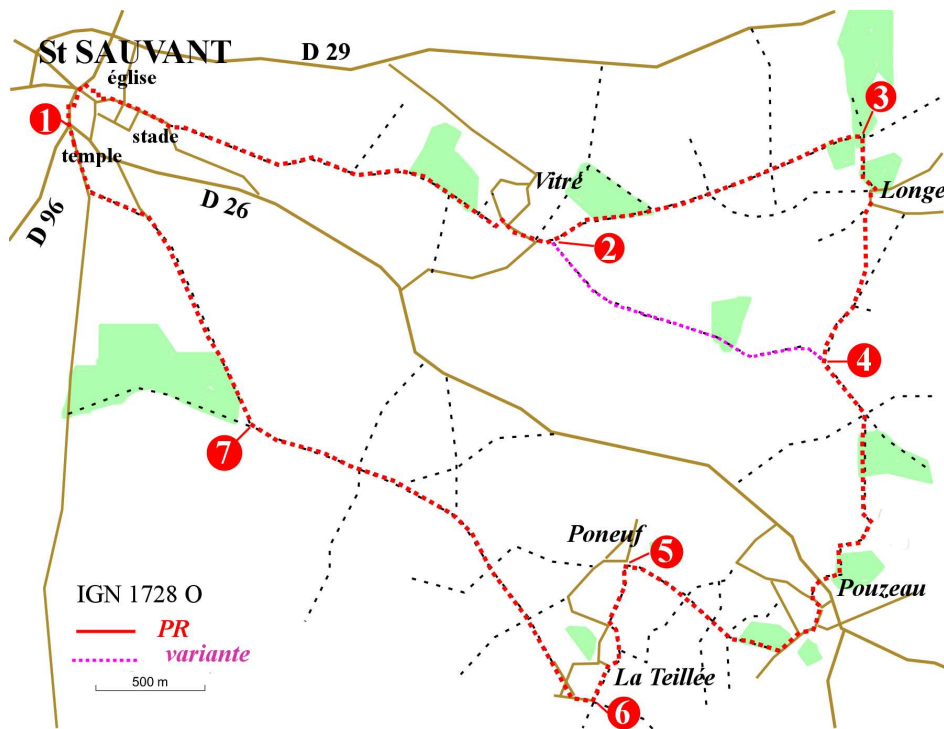 St SAUVANT
D 29
église
1
stade
temple
3
Vitré
Longe
D 26
D 96
2
4
7
Poneuf
5
Pouzeau
IGN 1728 O
PR
variante
La Teillée
500 m
6